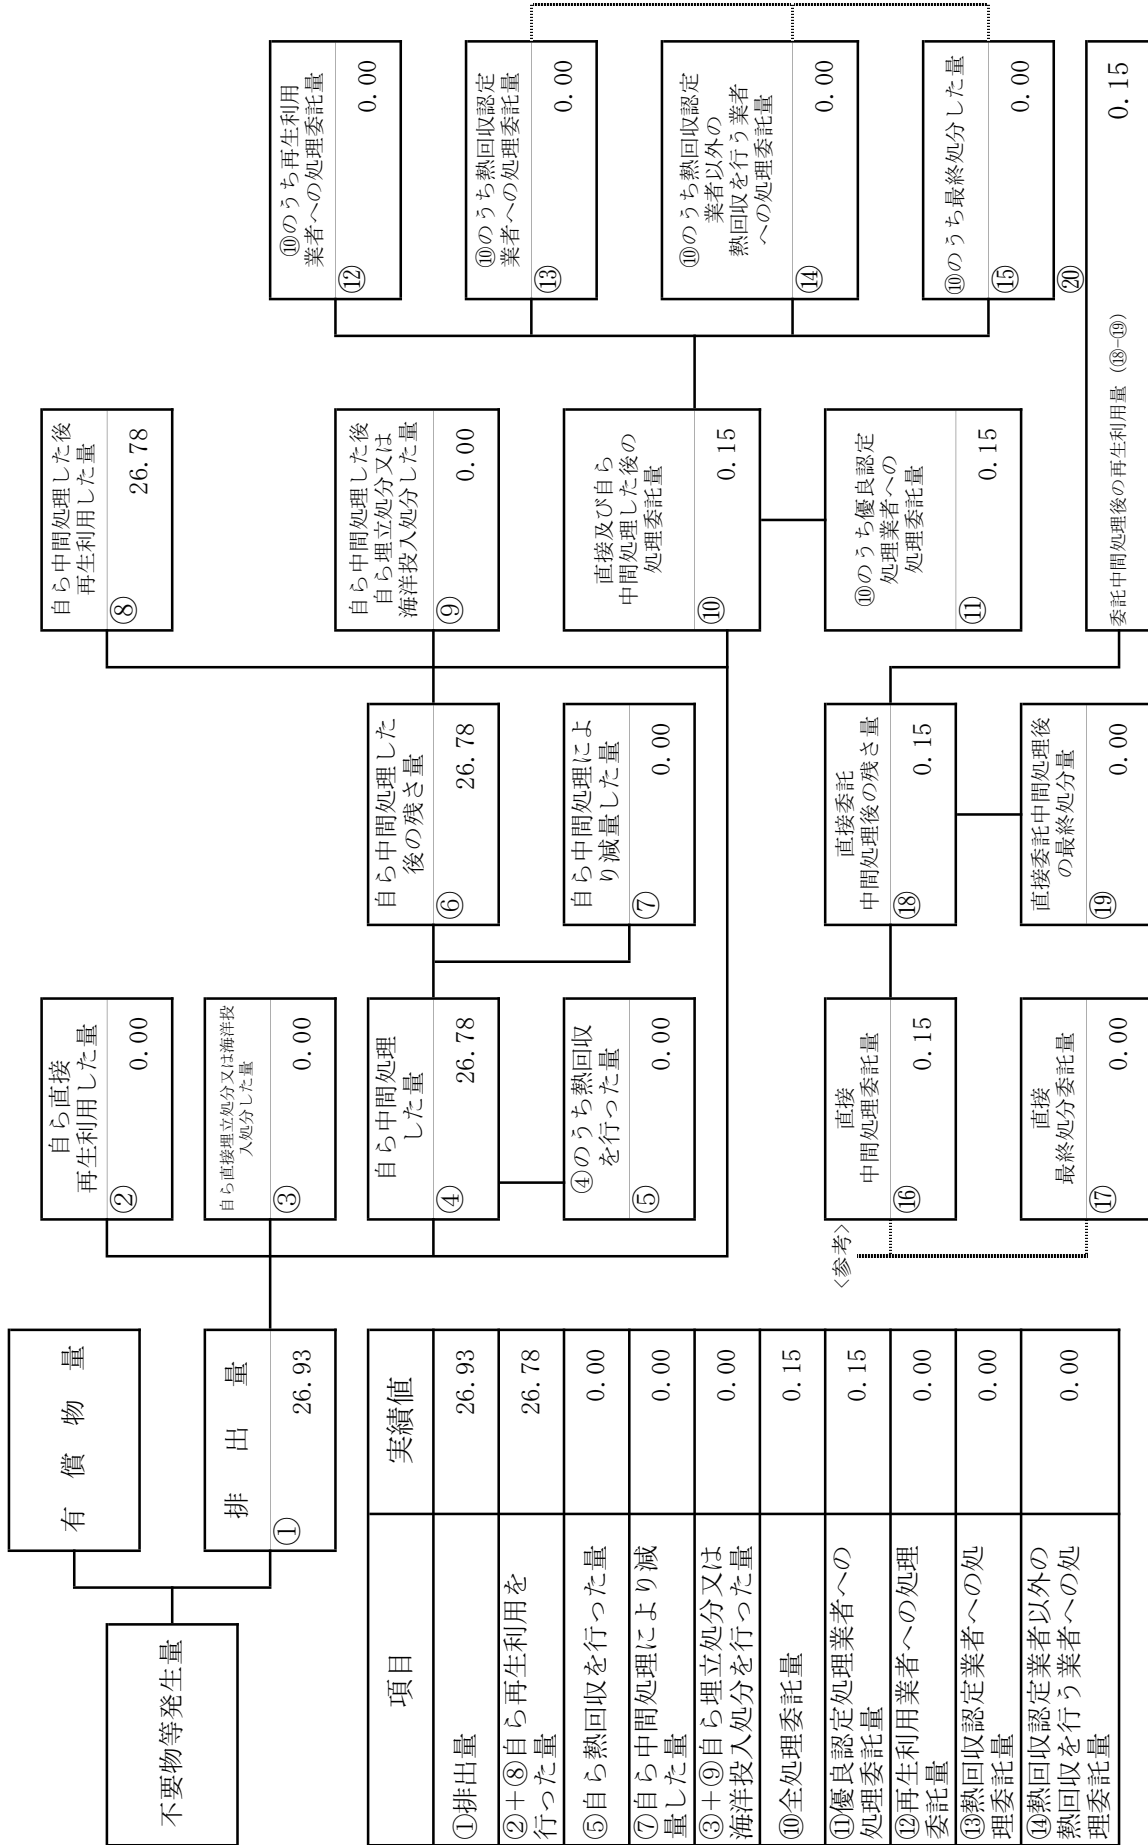 不要物等発生量
有 償 物 量
排 出 量
①
26.93
自ら直接
再生利用した量
②
0.00
自ら直接埋立処分又は海洋投
入処分した量
③
0.00
自ら中間処理
した量
④
26.78
④のうち熱回収
を行った量
⑤
0.00
自ら中間処理した
後の残さ量
⑥
26.78
自ら中間処理によ
り減量した量
⑦
0.00
自ら中間処理した後
再生利用した量
⑧
26.78
自ら中間処理した後
自ら埋立処分又は
海洋投入処分した量
⑨
0.00
直接及び自ら
中間処理した後の
処理委託量
⑩
0.15
⑩のうち優良認定
処理業者への
処理委託量
⑪
0.15
⑩のうち再生利用
業者への処理委託量
⑫
0.00
⑩のうち熱回収認定
業者への処理委託量
⑬
0.00
⑩のうち熱回収認定
業者以外の
熱回収を行う業者
への処理委託量
⑭
0.00
⑩のうち最終処分した量
⑮
0.00
項目 実績値
①排出量 26.93
②＋⑧自ら再生利用を
行った量 26.78
⑤自ら熱回収を行った量 0.00
⑦自ら中間処理により減
量した量 0.00
③＋⑨自ら埋立処分又は
海洋投入処分を行った量 0.00
⑩全処理委託量 0.15
⑪優良認定処理業者への
処理委託量 0.15
⑫再生利用業者への処理
委託量 0.00
⑬熱回収認定業者への処
理委託量 0.00
⑭熱回収認定業者以外の
熱回収を行う業者への処
理委託量 0.00
<参考>
直接
中間処理委託量
⑯
0.15
直接
最終処分委託量
⑰
0.00
直接委託
中間処理後の残さ量
⑱
0.15
直接委託中間処理後
の最終処分量
⑲
0.00
⑳
委託中間処理後の再生利用量（⑱-⑲）
0.15